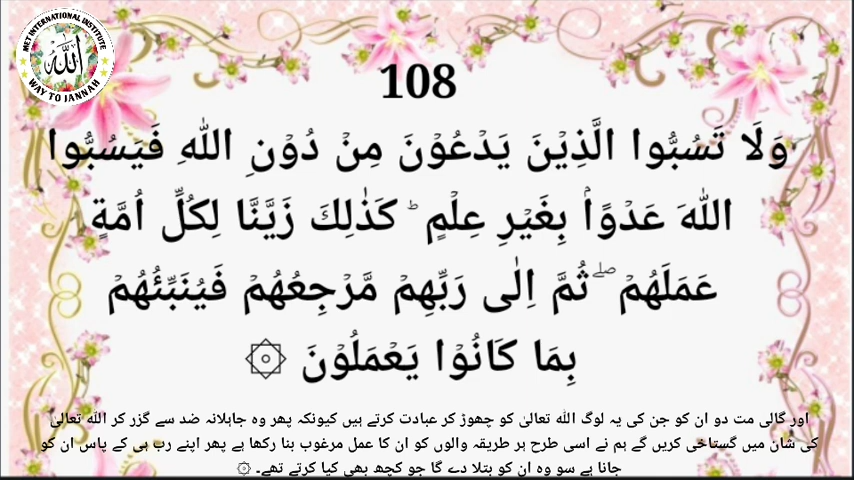 MET INTERNATIONAL INSTITUTE
الله
WAY TO JANNAH
108
وَلَا تَسُبُّوا الَّذِيْنَ يَدْعُوْنَ مِنْ دُوْنِ اللّٰهِ فَيَسُبُّوا
اللّٰهَ عَدْوًاۢ بِغَيْرِ عِلْمٍ ؕ كَذٰلِكَ زَيَّنَّا لِكُلِّ اُمَّةٍ
عَمَلَهُمْ ۪ ثُمَّ اِلٰى رَبِّهِمْ مَّرْجِعُهُمْ فَيُنَبِّئُهُمْ
بِمَا كَانُوْا يَعْمَلُوْنَ ۞
اور گالی مت دو ان کو جن کی یہ لوگ اللہ تعالیٰ کو چھوڑ کر عبادت کرتے ہیں کیونکہ پھر وہ جاہلانہ ضد سے گزر کر اللہ تعالیٰ
کی شان میں گستاخی کریں گے ہم نے اسی طرح ہر طریقہ والوں کو ان کا عمل مرغوب بنا رکھا ہے پھر اپنے رب ہی کے پاس ان کو
جانا ہے سو وہ ان کو بتلا دے گا جو کچھ بھی کیا کرتے تھے۔ ۞